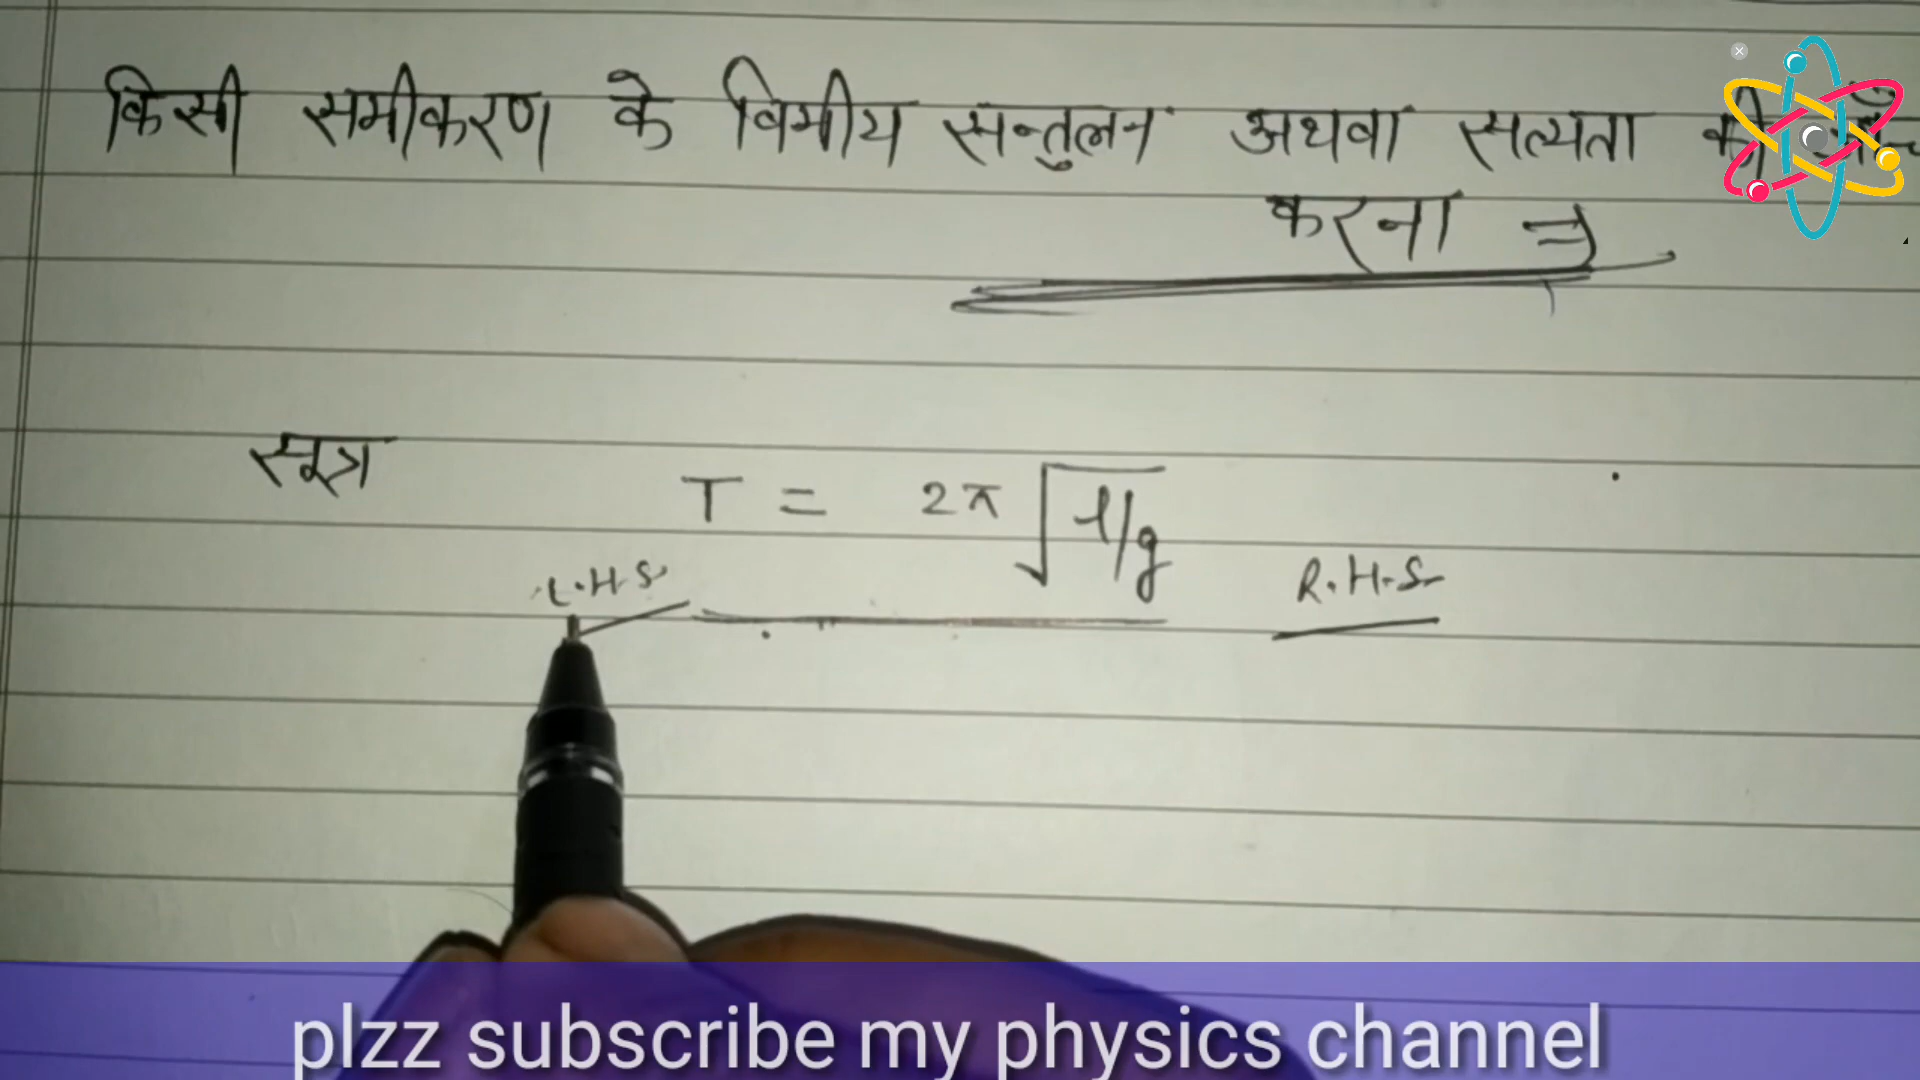 किसी समीकरण के विमीय सन्तुलन अथवा सत्यता की
करना ⇒
सूत्र T = 2π √l/g
L.H.S R.H.S
plzz subscribe my physics channel